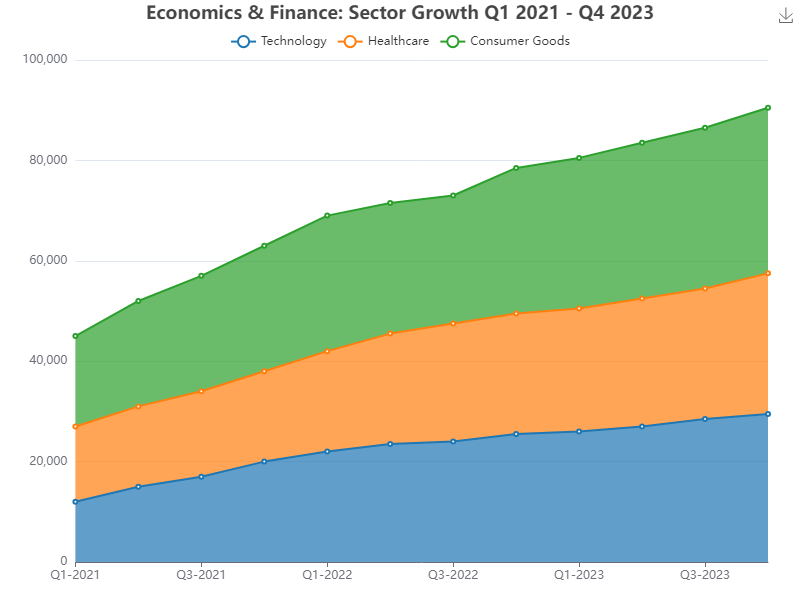 Economics & Finance: Sector Growth Q1 2021 - Q4 2023
Technology Healthcare Consumer Goods
100,000
80,000
60,000
40,000
20,000
0
Q1-2021 Q3-2021 Q1-2022 Q3-2022 Q1-2023 Q3-2023